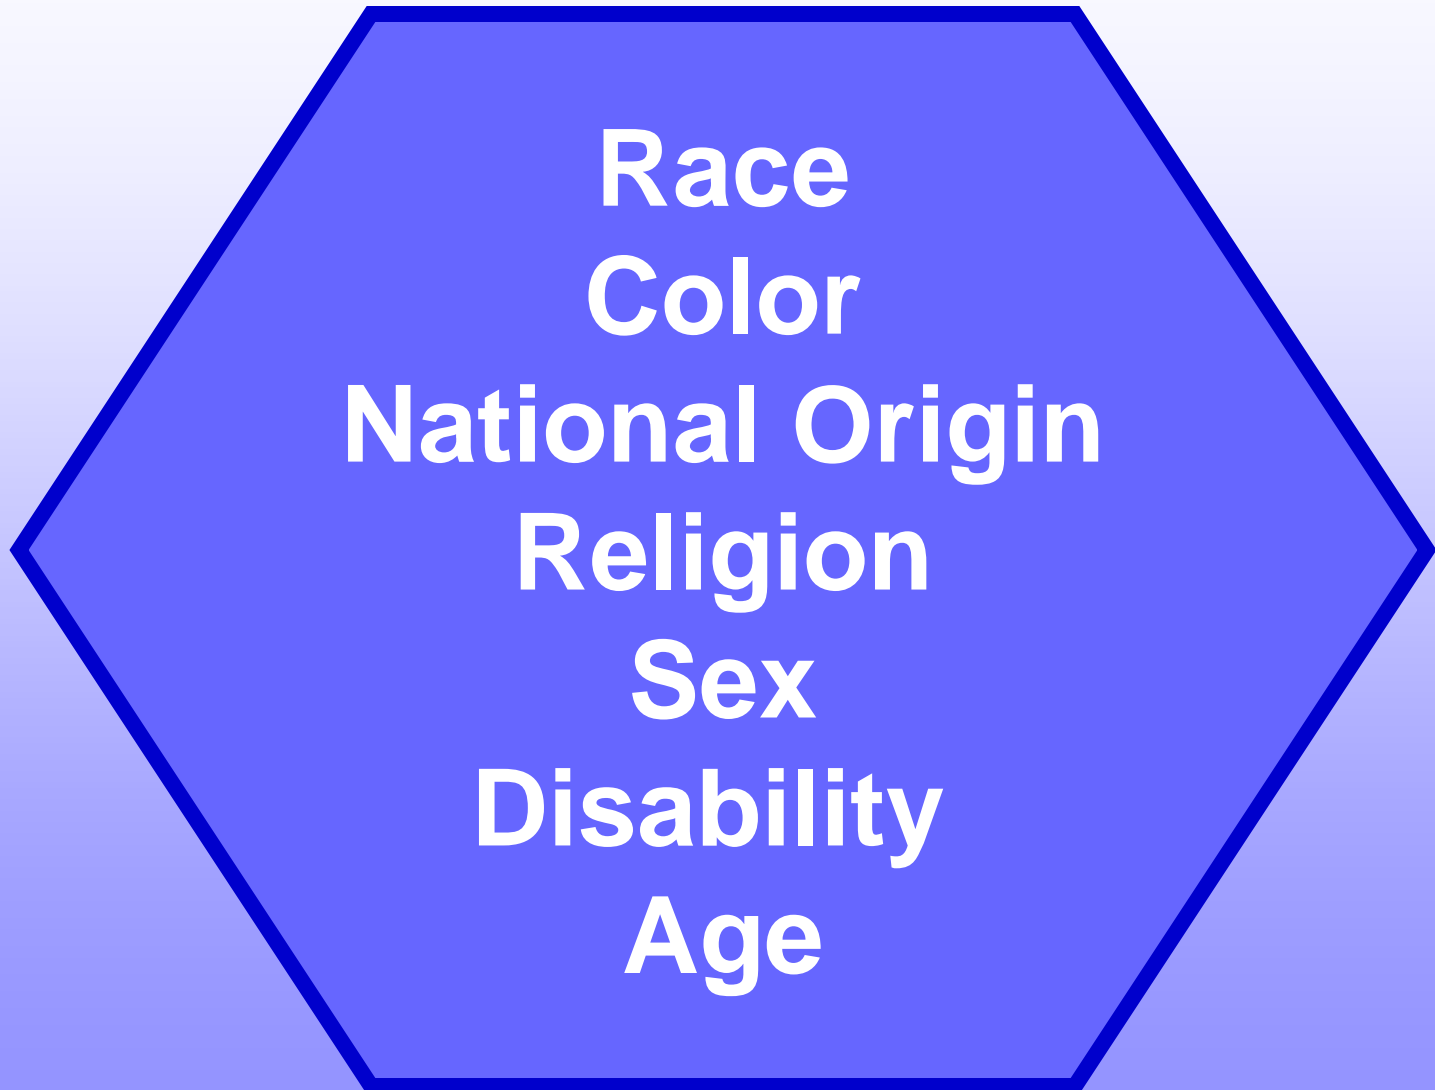 Race
Color
National Origin
Religion
Sex
Disability
Age